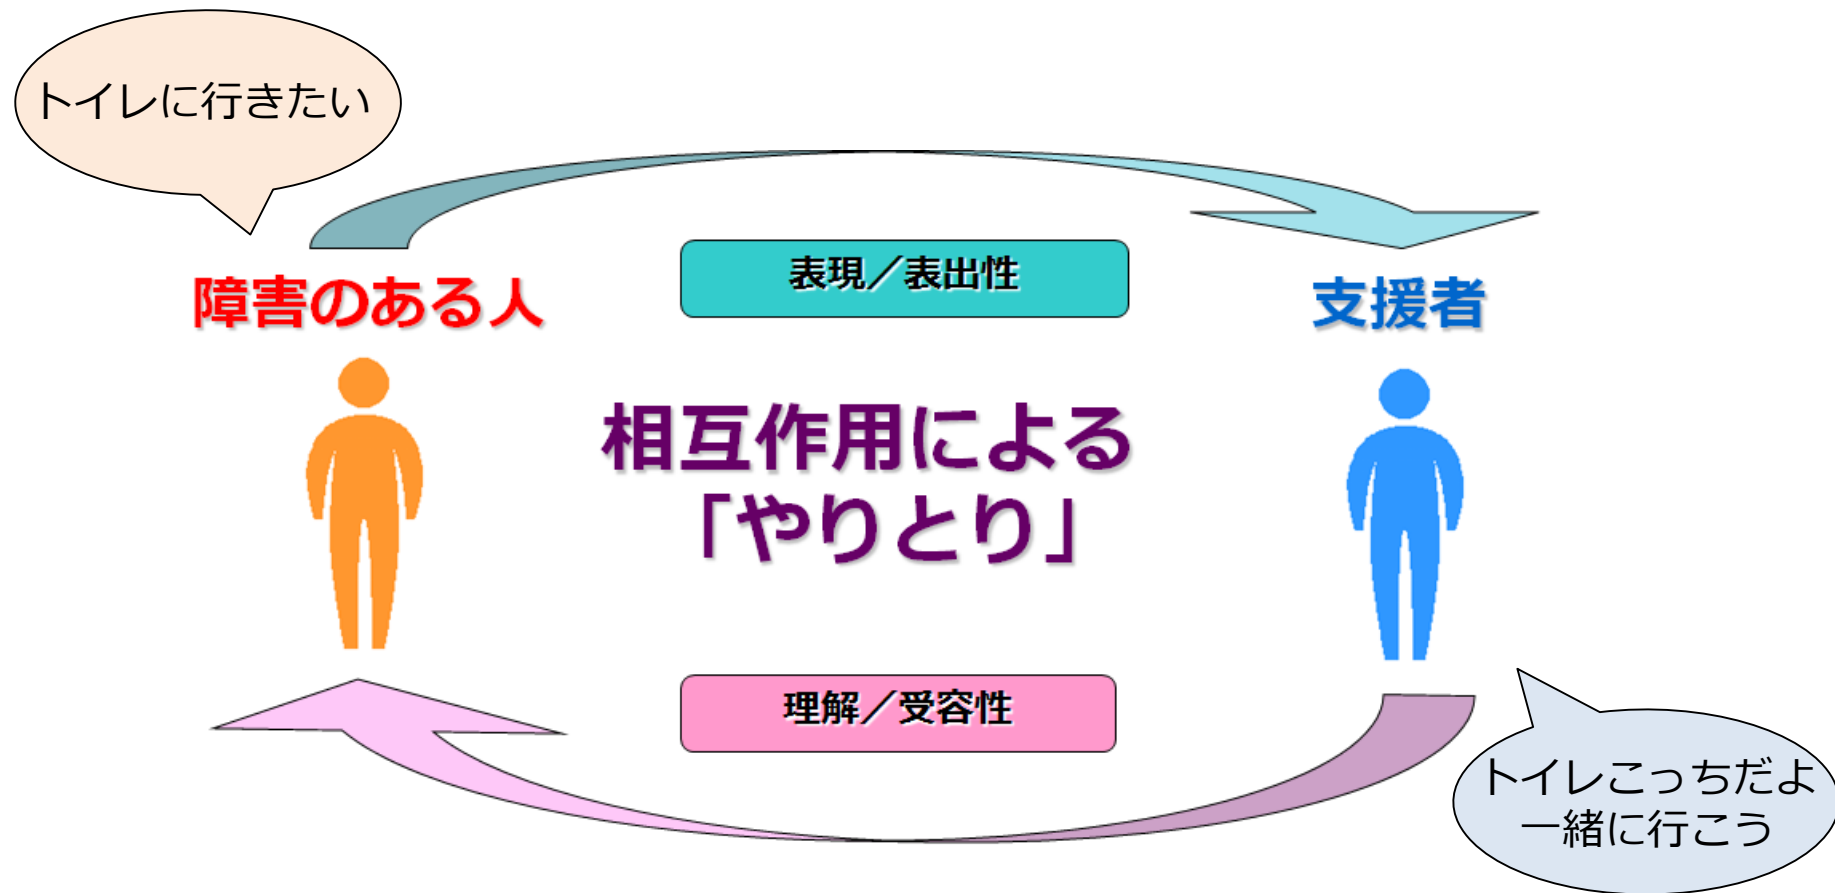 トイレに行きたい
表現／表出性
障害のある人
支援者
相互作用による
「やりとり」
理解／受容性
トイレこっちだよ
一緒に行こう